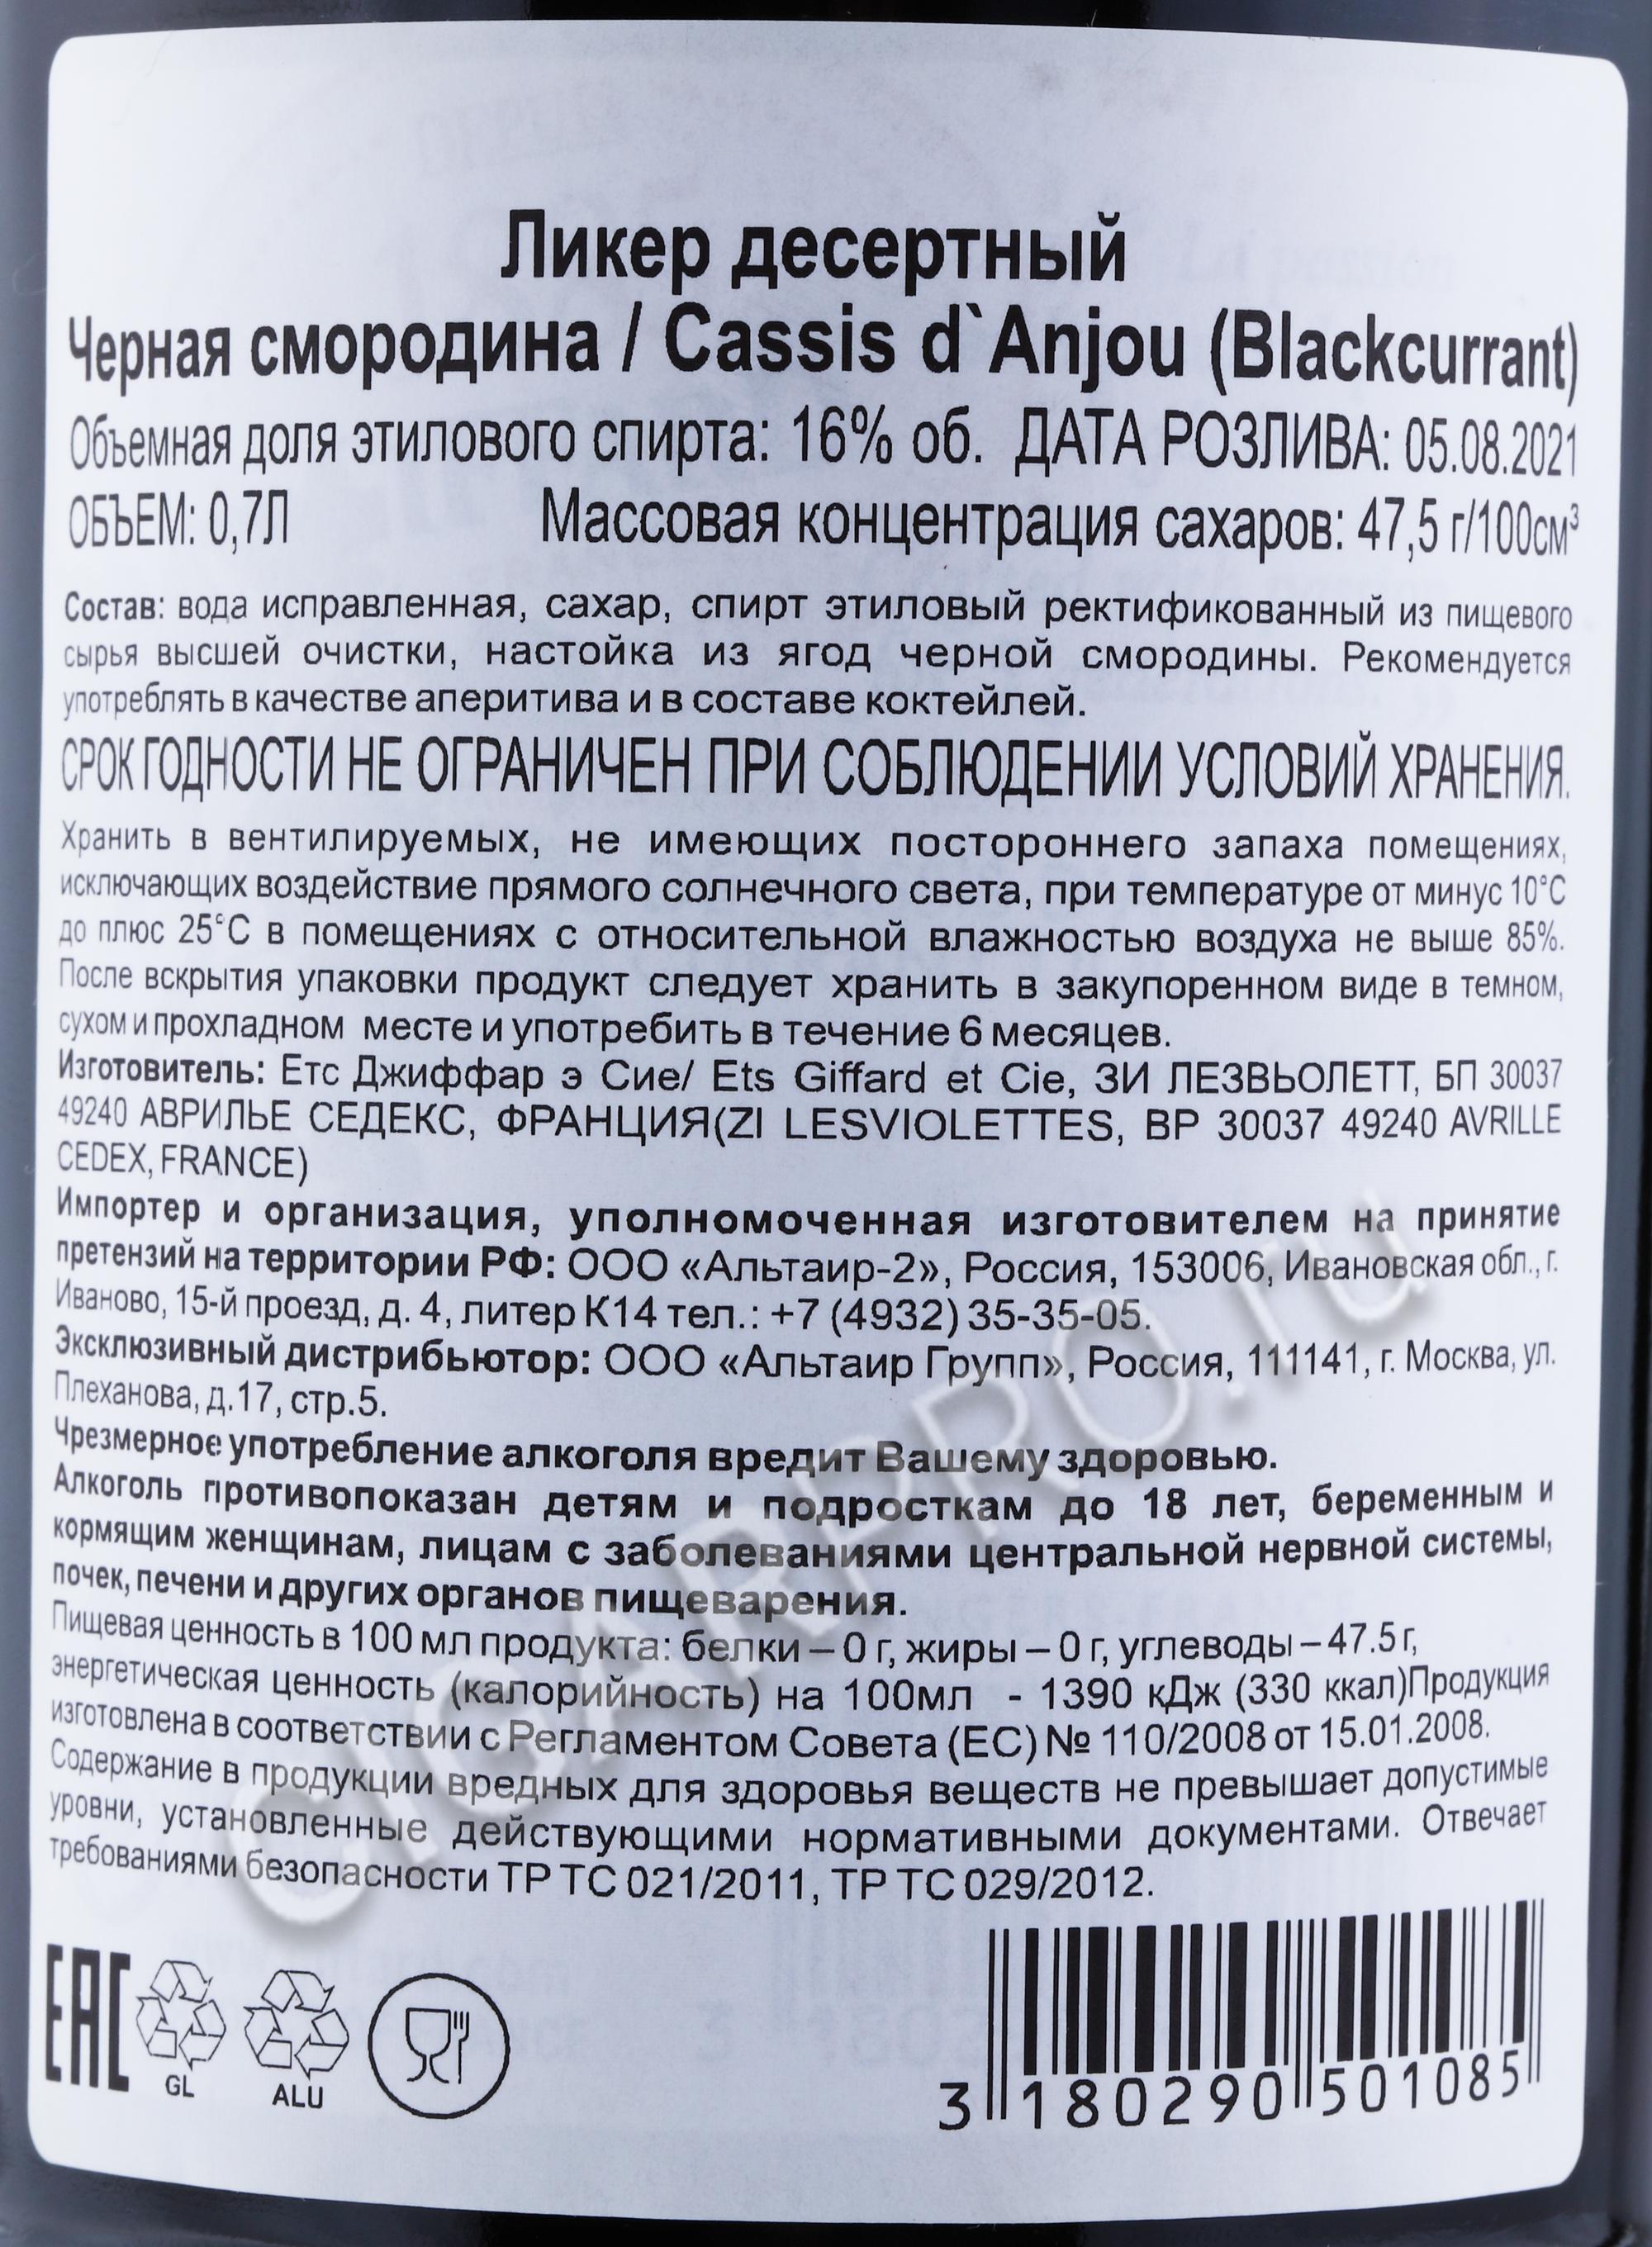 Ликер десертный
Черная смородина / Cassis d`Anjou (Blackcurrant)
Объемная доля этилового спирта: 16% об. ДАТА РОЗЛИВА: 05.08.2021
ОБЪЕМ: 0,7Л Массовая концентрация сахаров: 47,5 г/100см³
Состав: вода исправленная, сахар, спирт этиловый ректификованный из пищевого
сырья высшей очистки, настойка из ягод черной смородины. Рекомендуется
употреблять в качестве аперитива и в составе коктейлей.
СРОК ГОДНОСТИ НЕ ОГРАНИЧЕН ПРИ СОБЛЮДЕНИИ УСЛОВИЙ ХРАНЕНИЯ.
Хранить в вентилируемых, не имеющих постороннего запаха помещениях,
исключающих воздействие прямого солнечного света, при температуре от минус 10°С
до плюс 25°С в помещениях с относительной влажностью воздуха не выше 85%.
После вскрытия упаковки продукт следует хранить в закупоренном виде в темном,
сухом и прохладном месте и употребить в течение 6 месяцев.
Изготовитель: Етс Джиффар э Сие/ Ets Giffard et Cie, ЗИ ЛЕЗВЬОЛЕТТ, БП 30037
49240 АВРИЛЬЕ СЕДЕКС, ФРАНЦИЯ(ZI LESVIOLETTES, BP 30037 49240 AVRILLE
CEDEX, FRANCE)
Импортер и организация, уполномоченная изготовителем на принятие
претензий на территории РФ: ООО «Альтаир-2», Россия, 153006, Ивановская обл., г.
Иваново, 15-й проезд, д. 4, литер К14 тел.: +7 (4932) 35-35-05.
Эксклюзивный дистрибьютор: ООО «Альтаир Групп», Россия, 111141, г. Москва, ул.
Плеханова, д.17, стр.5.
Чрезмерное употребление алкоголя вредит Вашему здоровью.
Алкоголь противопоказан детям и подросткам до 18 лет, беременным и
кормящим женщинам, лицам с заболеваниями центральной нервной системы,
почек, печени и других органов пищеварения.
Пищевая ценность в 100 мл продукта: белки – 0 г, жиры – 0 г, углеводы – 47.5 г,
энергетическая ценность (калорийность) на 100мл - 1390 кДж (330 ккал)Продукция
изготовлена в соответствии с Регламентом Совета (ЕС) № 110/2008 от 15.01.2008.
Содержание в продукции вредных для здоровья веществ не превышает допустимые
уровни, установленные действующими нормативными документами. Отвечает
требованиями безопасности ТР ТС 021/2011, ТР ТС 029/2012.
EAC GL ALU
3 180290 501085
CIGARPRO.ru